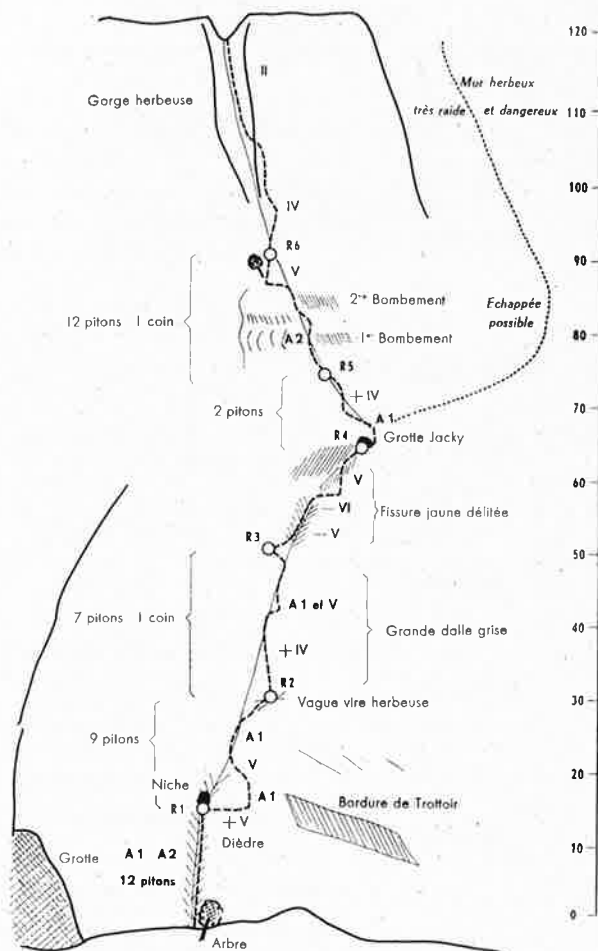 120
Mur herbeux
très raide et dangereux
II
Gorge herbeuse
110
100
IV
R6
90
V
2me Bombement
Echappée
possible
12 pitons 1 coin
A2
1er Bombement
80
R5
+ IV
2 pitons
A1
70
R4
Grotte Jacky
V
60
VI
Fissure jaune délitée
V
R3
50
7 pitons 1 coin
A1 et V
40
Grande dalle grise
+ IV
R2
30
Vague vire herbeuse
9 pitons
A1
V
20
Niche
A1
R1
Bordure de Trottoir
+ V
Dièdre
10
Grotte
A1 A2
12 pitons
0
Arbre